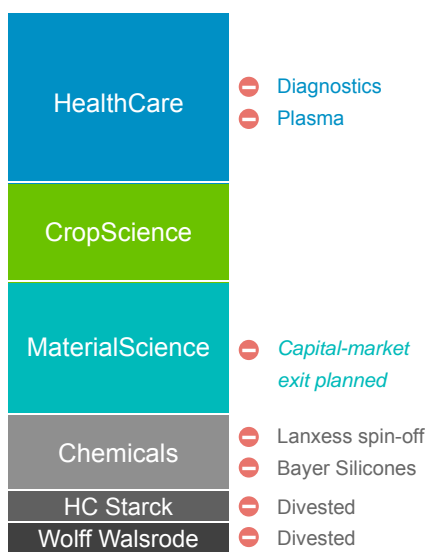 HealthCare
Diagnostics
Plasma
CropScience
MaterialScience
Capital-market
exit planned
Chemicals
Lanxess spin-off
Bayer Silicones
HC Starck
Divested
Wolff Walsrode
Divested